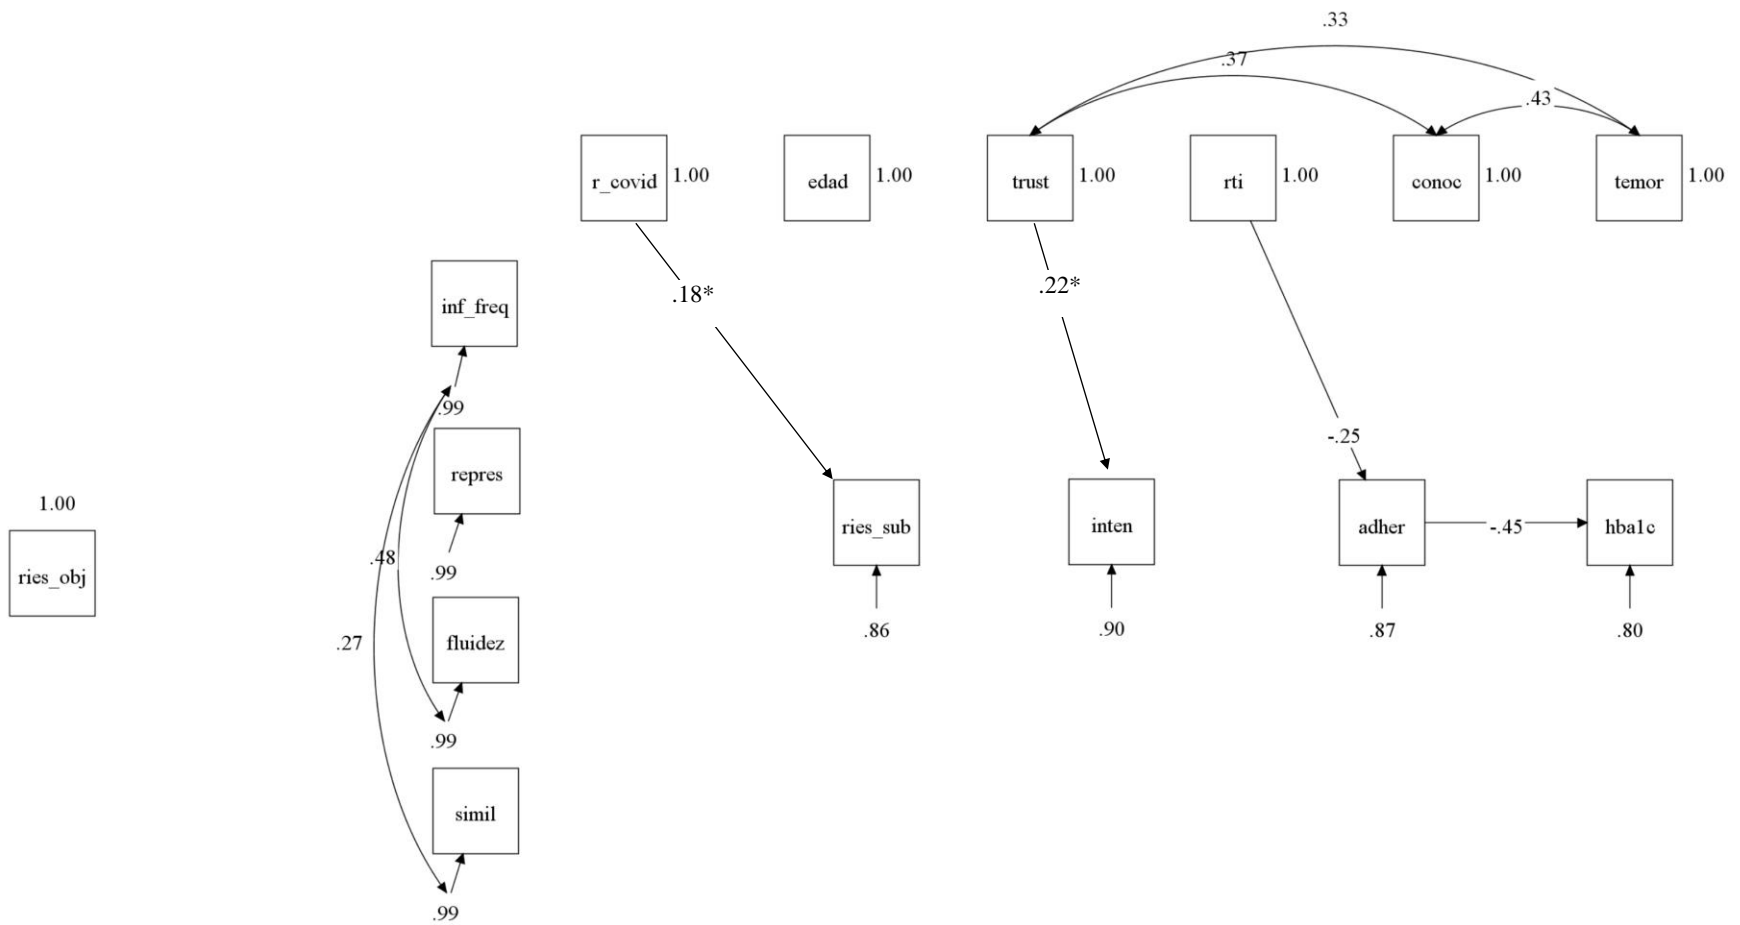 .33
.37
.43
r_covid 1.00
edad 1.00
trust 1.00
rti 1.00
conoc 1.00
temor 1.00
.18*
.22*
inf_freq
.99
-.25
repres
1.00
ries_sub
inten
adher
-.45
hba1c
.48
.99
ries_obj
.27
fluidez
.86
.90
.87
.80
.99
simil
.99